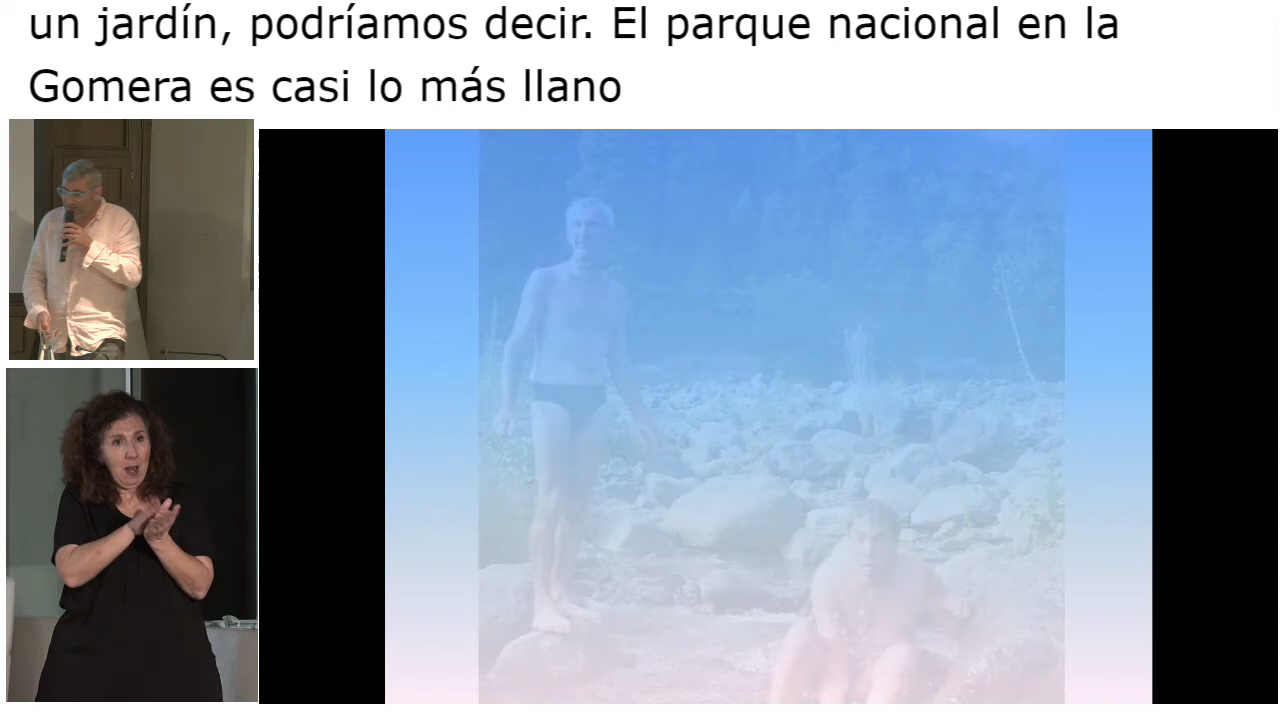 un jardín, podríamos decir. El parque nacional en la
Gomera es casi lo más llano